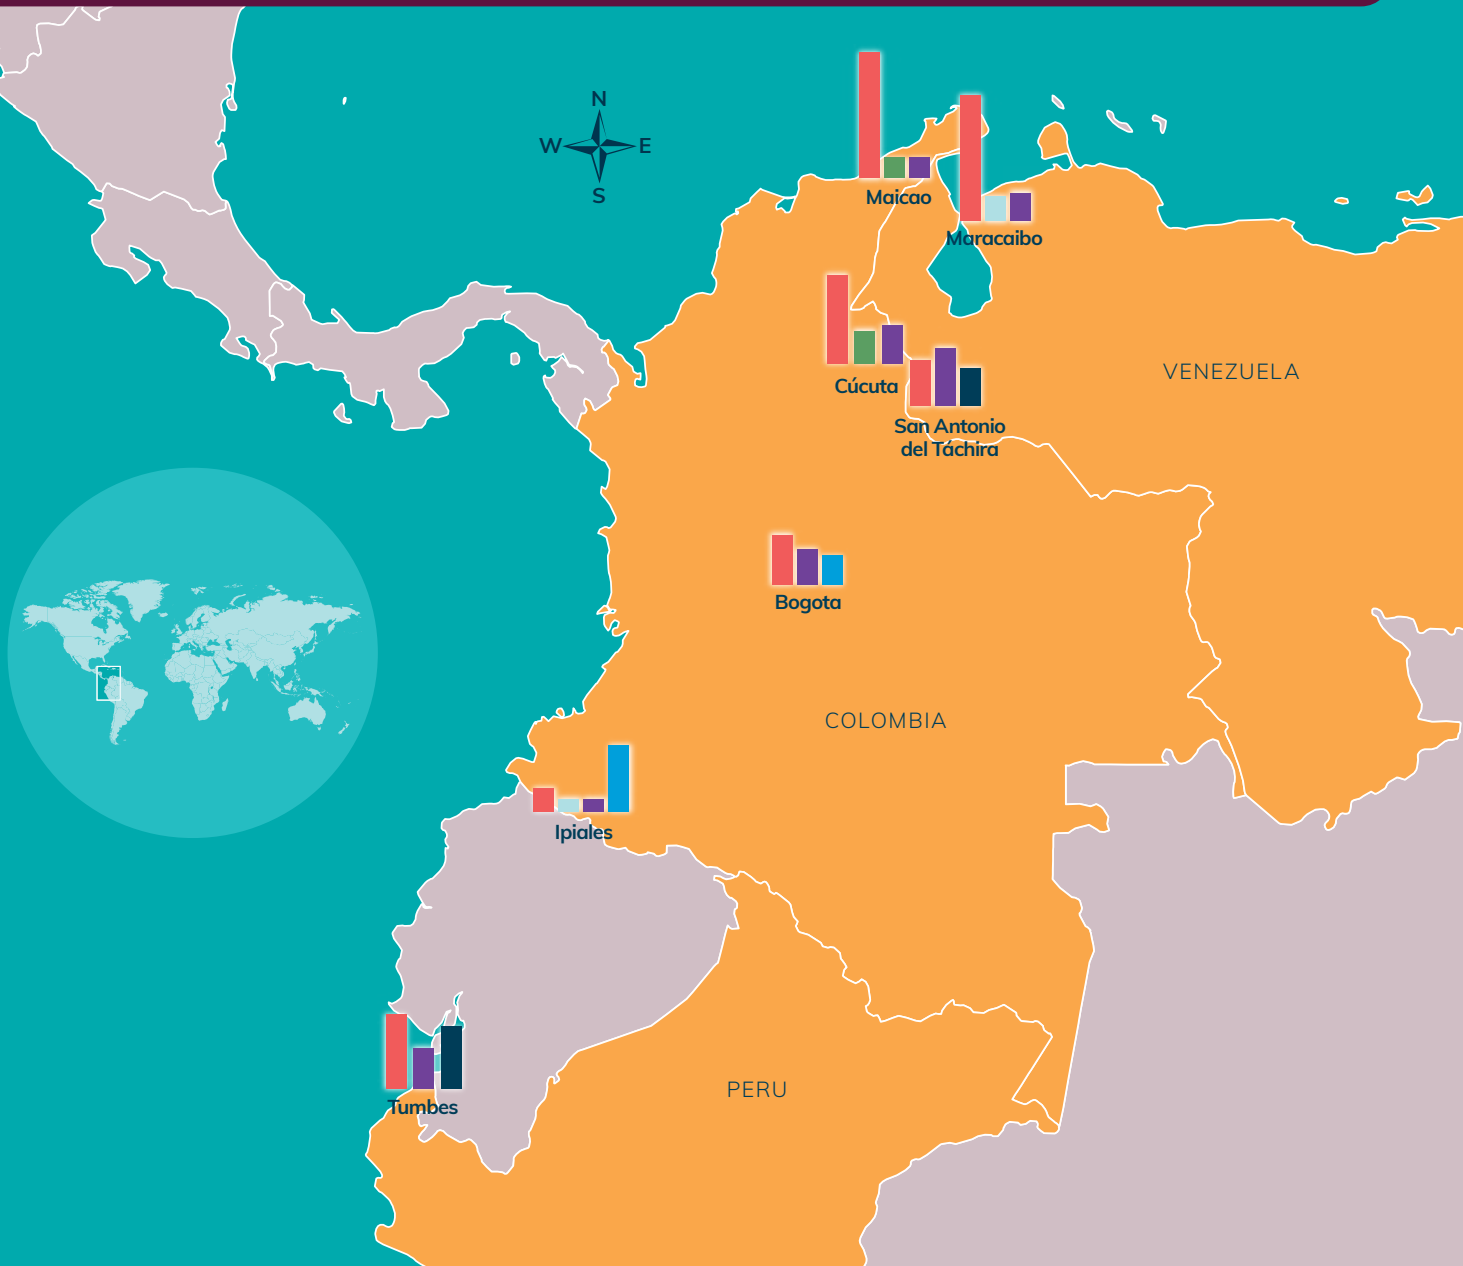 N
W
E
S
Maicao
Maracaibo
Cúcuta
VENEZUELA
San Antonio
del Táchira
Bogota
COLOMBIA
Ipiales
PERU
Tumbes